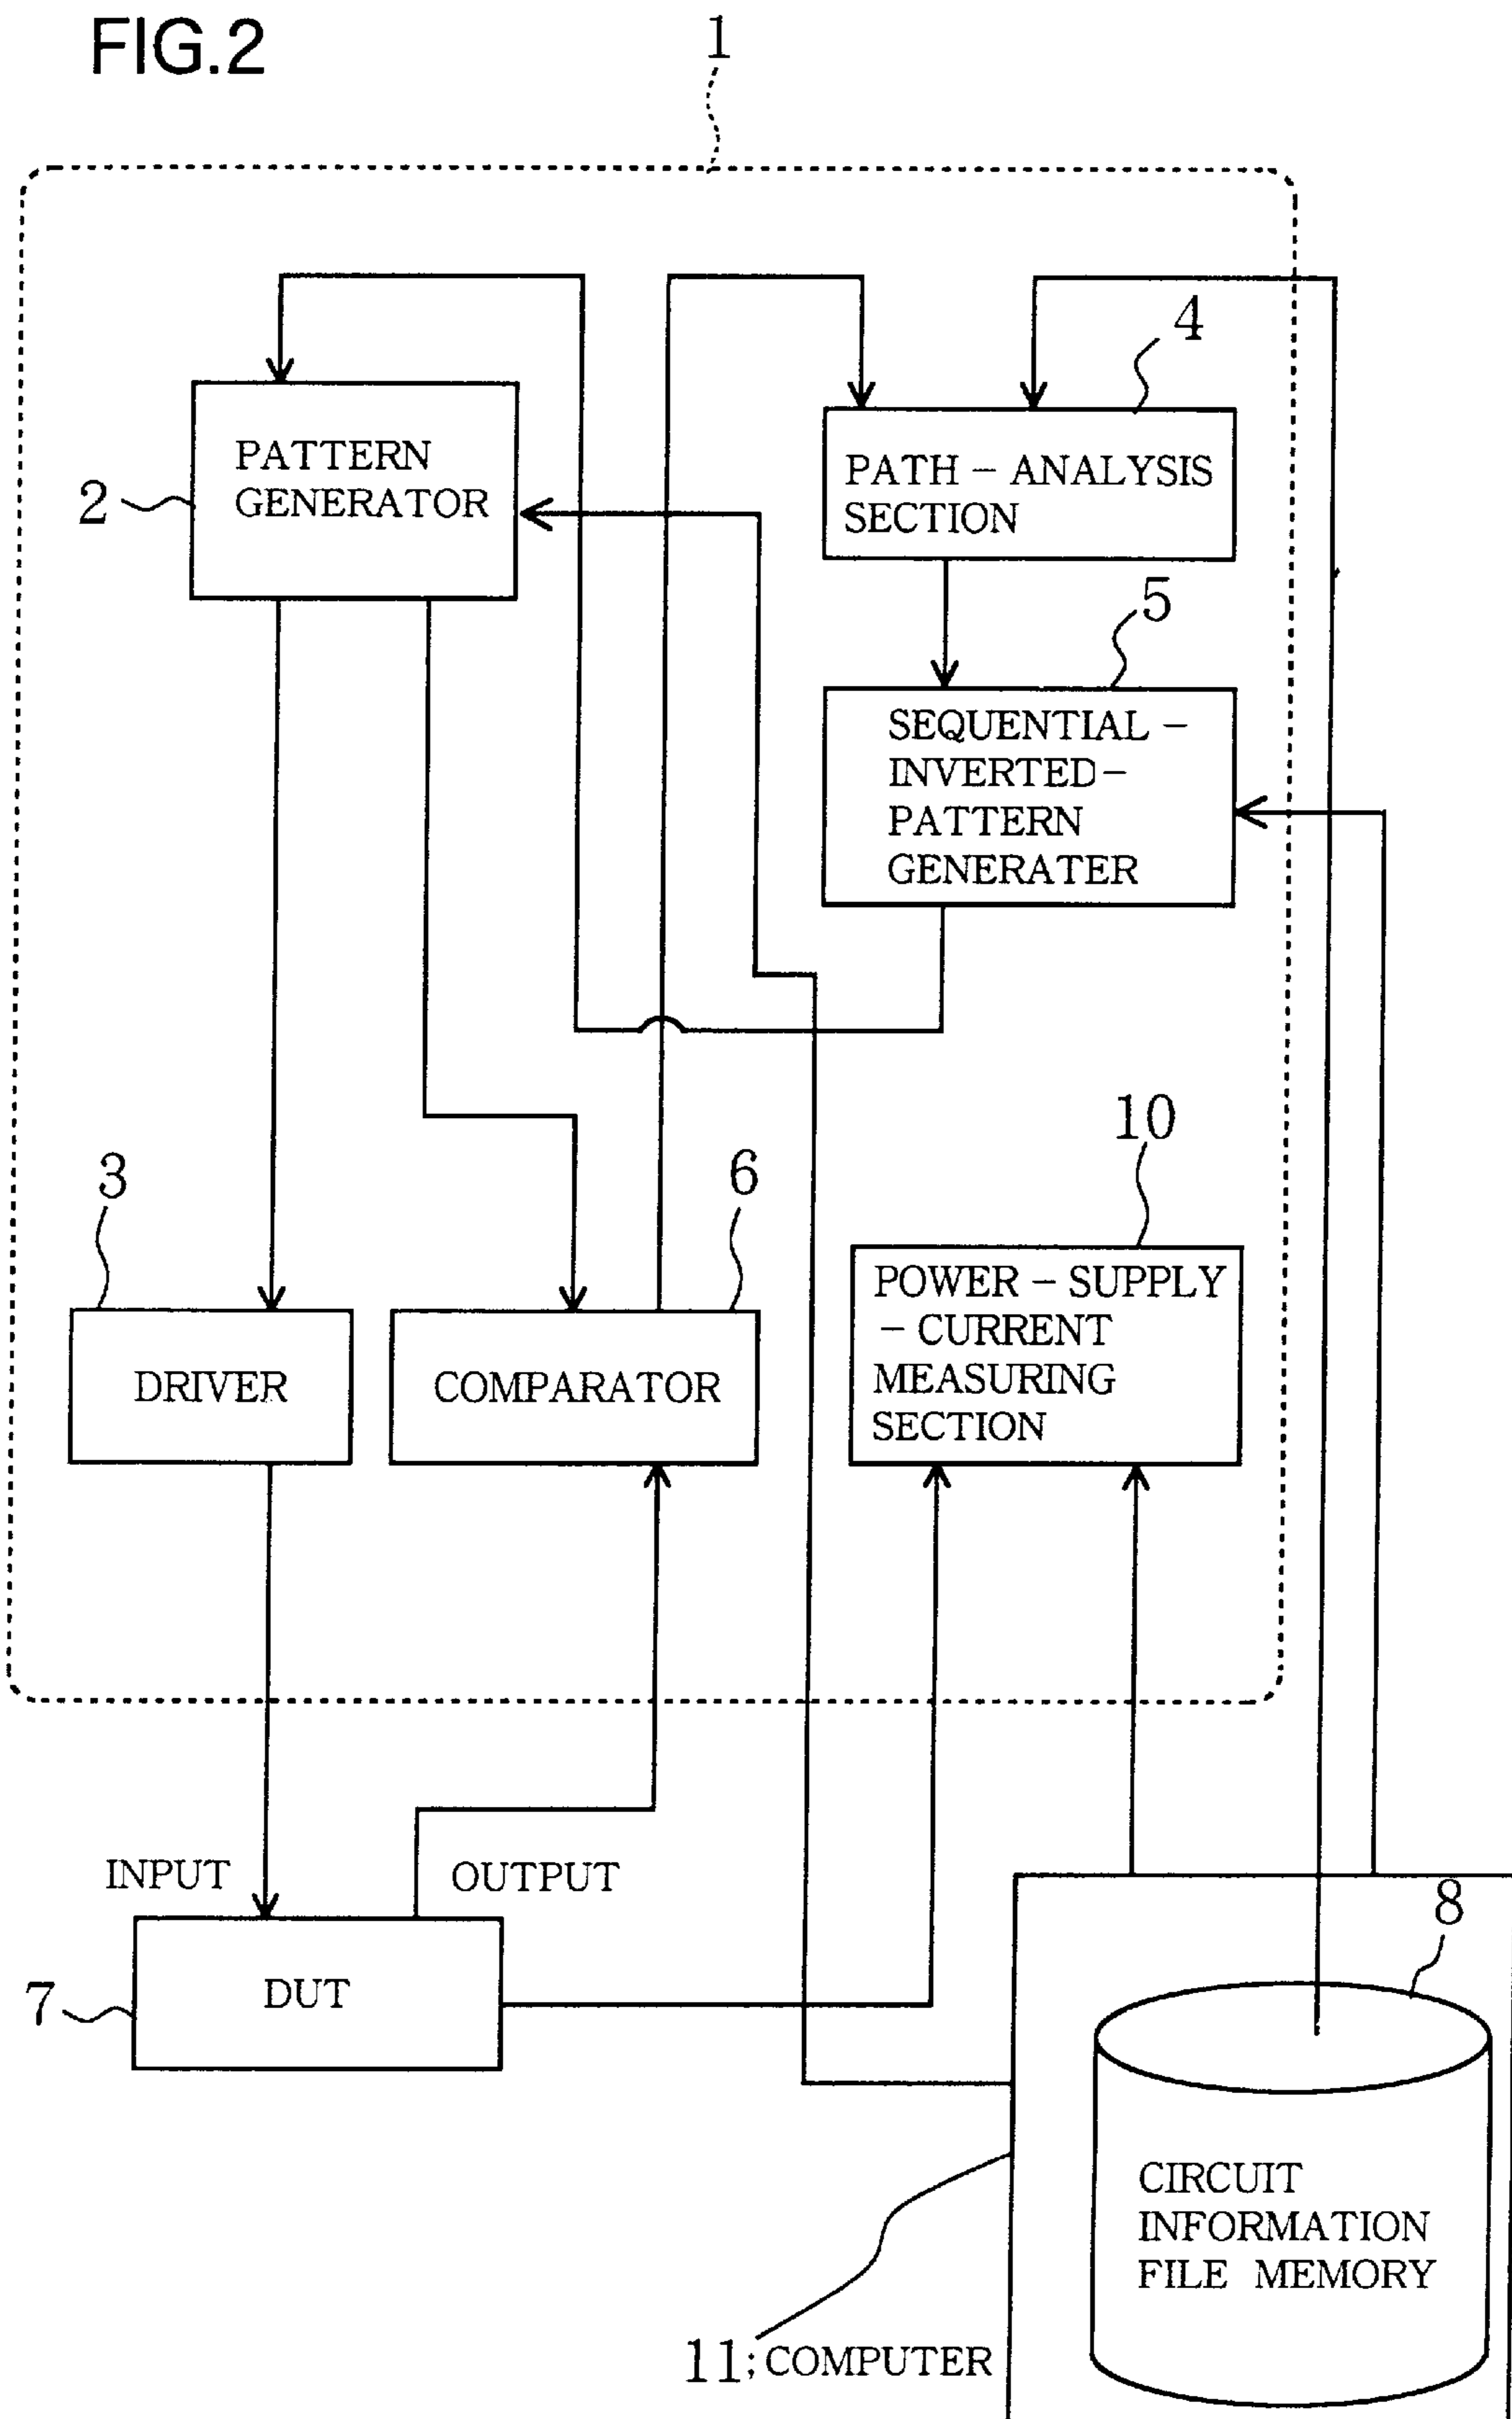 FIG.2
1
PATTERN
GENERATOR
2
4
PATH - ANALYSIS
SECTION
5
SEQUENTIAL -
INVERTED-
PATTERN
GENERATER
3
DRIVER
6
COMPARATOR
10
POWER - SUPPLY
- CURRENT
MEASURING
SECTION
INPUT
OUTPUT
7
DUT
8
CIRCUIT
INFORMATION
FILE MEMORY
11; COMPUTER